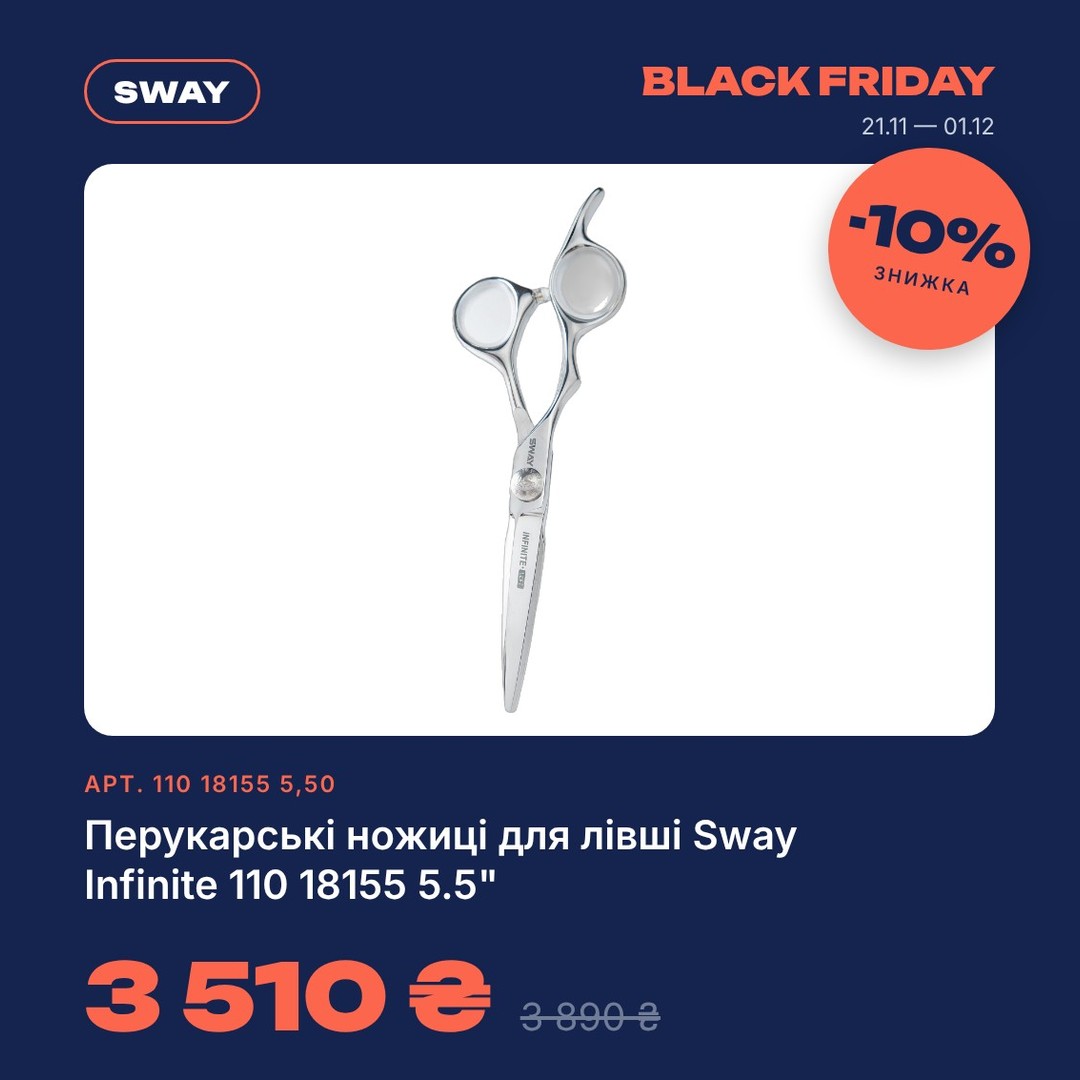 SWAY
BLACK FRIDAY
21.11 — 01.12
-10%
ЗНИЖКА
SWAY
INFINITE
АРТ. 110 18155 5,50
Перукарські ножиці для лівші Sway
Infinite 110 18155 5.5"
3 510 ₴
3 890 ₴